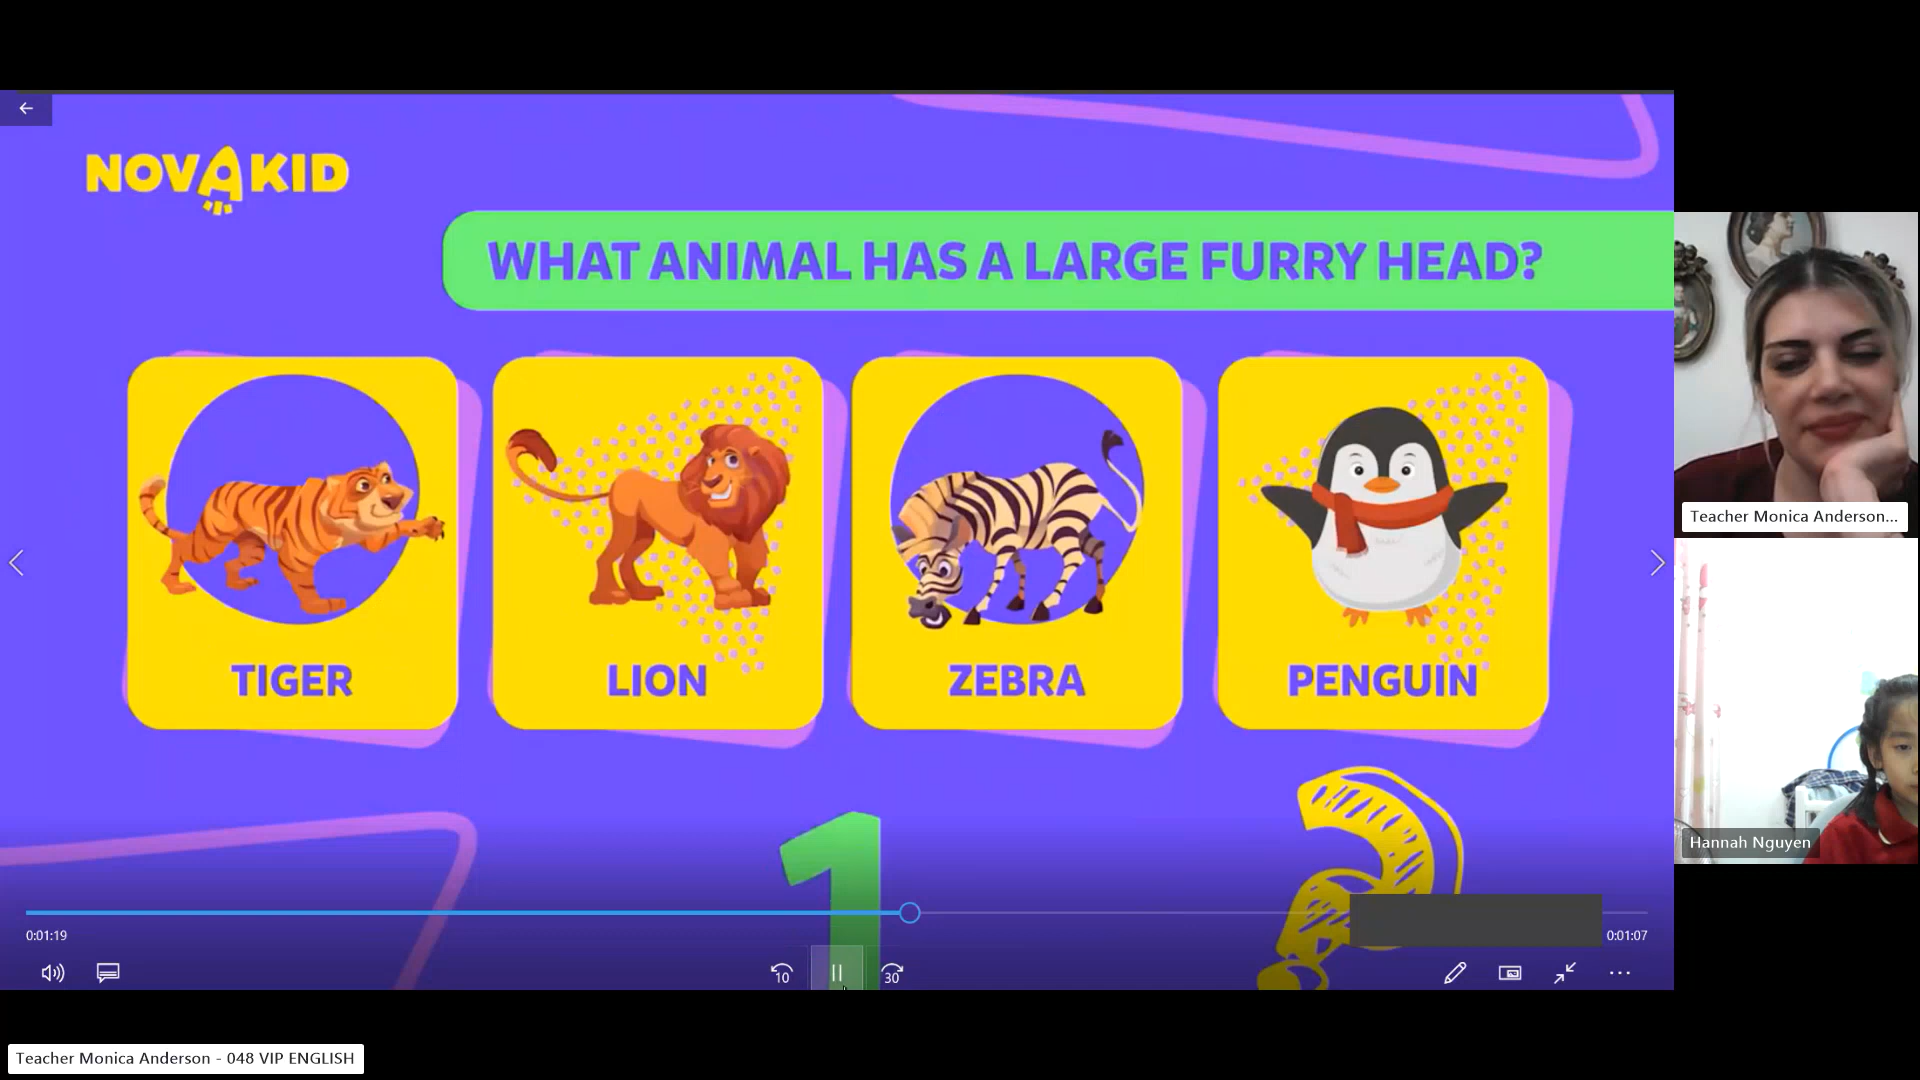 NOVAKID
WHAT ANIMAL HAS A LARGE FURRY HEAD?
TIGER
LION
ZEBRA
PENGUIN
1
0:01:19
0:01:07
10
30
Teacher Monica Anderson...
Hannah Nguyen
Teacher Monica Anderson - 048 VIP ENGLISH